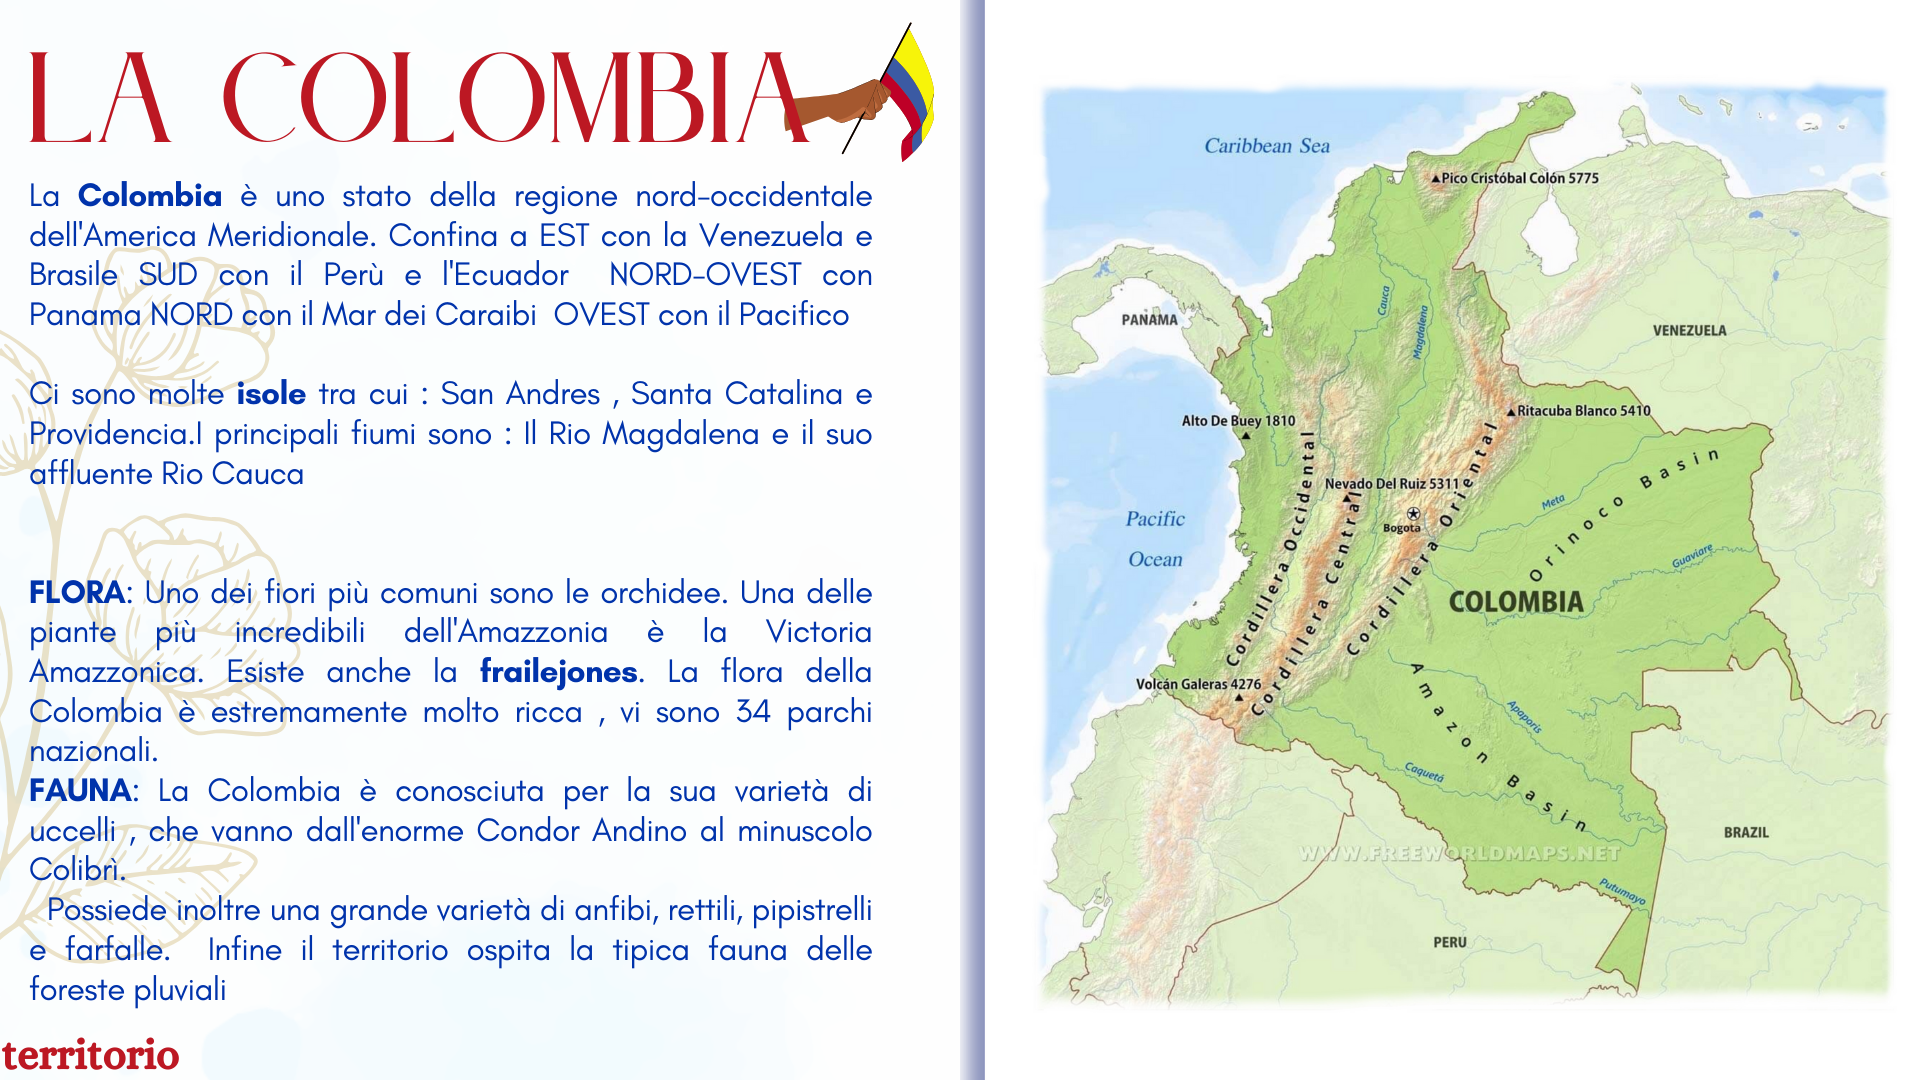 LA COLOMBIA
La Colombia è uno stato della regione nord-occidentale
dell'America Meridionale. Confina a EST con la Venezuela e
Brasile SUD con il Perù e l'Ecuador NORD-OVEST con
Panama NORD con il Mar dei Caraibi OVEST con il Pacifico
Ci sono molte isole tra cui : San Andres , Santa Catalina e
Providencia.I principali fiumi sono : Il Rio Magdalena e il suo
affluente Rio Cauca
FLORA: Uno dei fiori più comuni sono le orchidee. Una delle
piante più incredibili dell'Amazzonia è la Victoria
Amazzonica. Esiste anche la frailejones. La flora della
Colombia è estremamente molto ricca , vi sono 34 parchi
nazionali.
FAUNA: La Colombia è conosciuta per la sua varietà di
uccelli , che vanno dall'enorme Condor Andino al minuscolo
Colibrì.
Possiede inoltre una grande varietà di anfibi, rettili, pipistrelli
e farfalle. Infine il territorio ospita la tipica fauna delle
foreste pluviali
territorio
Caribbean Sea
Pico Cristóbal Colón 5775
Cauca
Magdalena
PANAMA
VENEZUELA
Ritacuba Blanco 5410
Alto De Buey 1810
Nevado Del Ruiz 5311
Bogota
Pacific
Ocean
Cordillera Occidental
Cordillera Central
Cordillera Oriental
Meta
Orinoco Basin
Guaviare
COLOMBIA
Volcán Galeras 4276
Amazon Basin
Apaporis
Caquetá
BRAZIL
WWW.FREEWORLDMAPS.NET
Putumayo
PERU